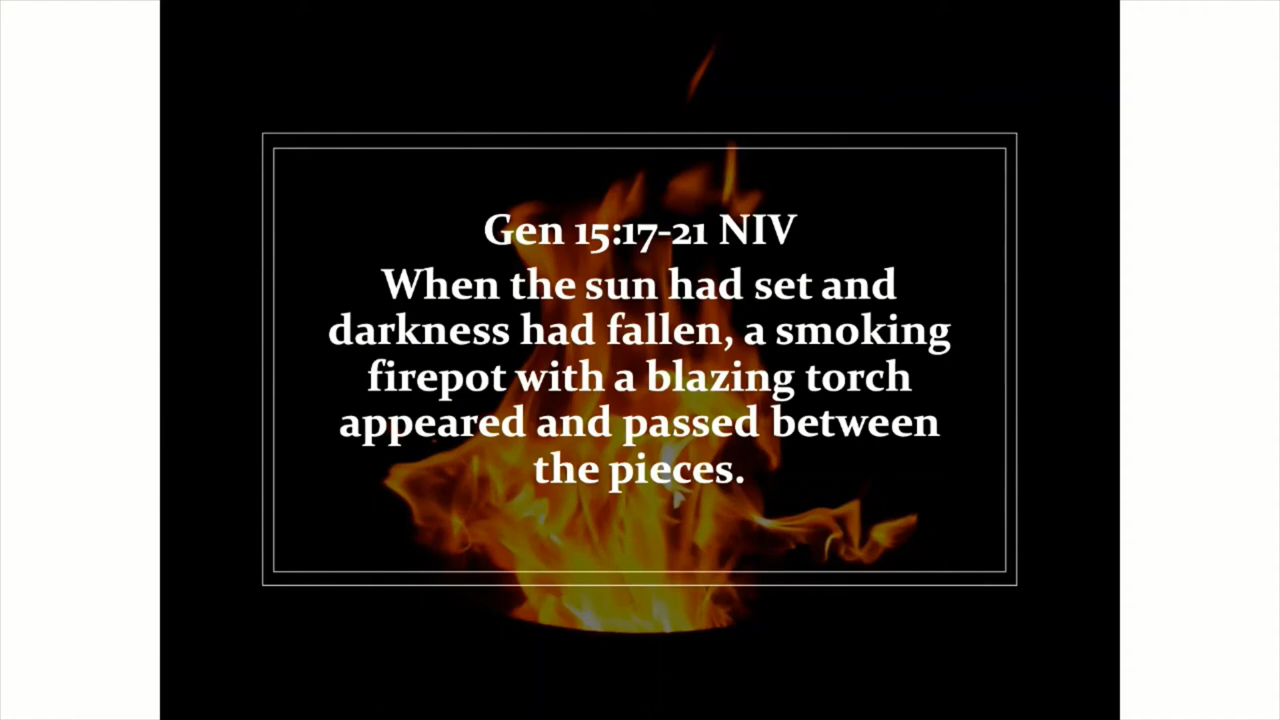 Gen 15:17-21 NIV
When the sun had set and
darkness had fallen, a smoking
firepot with a blazing torch
appeared and passed between
the pieces.